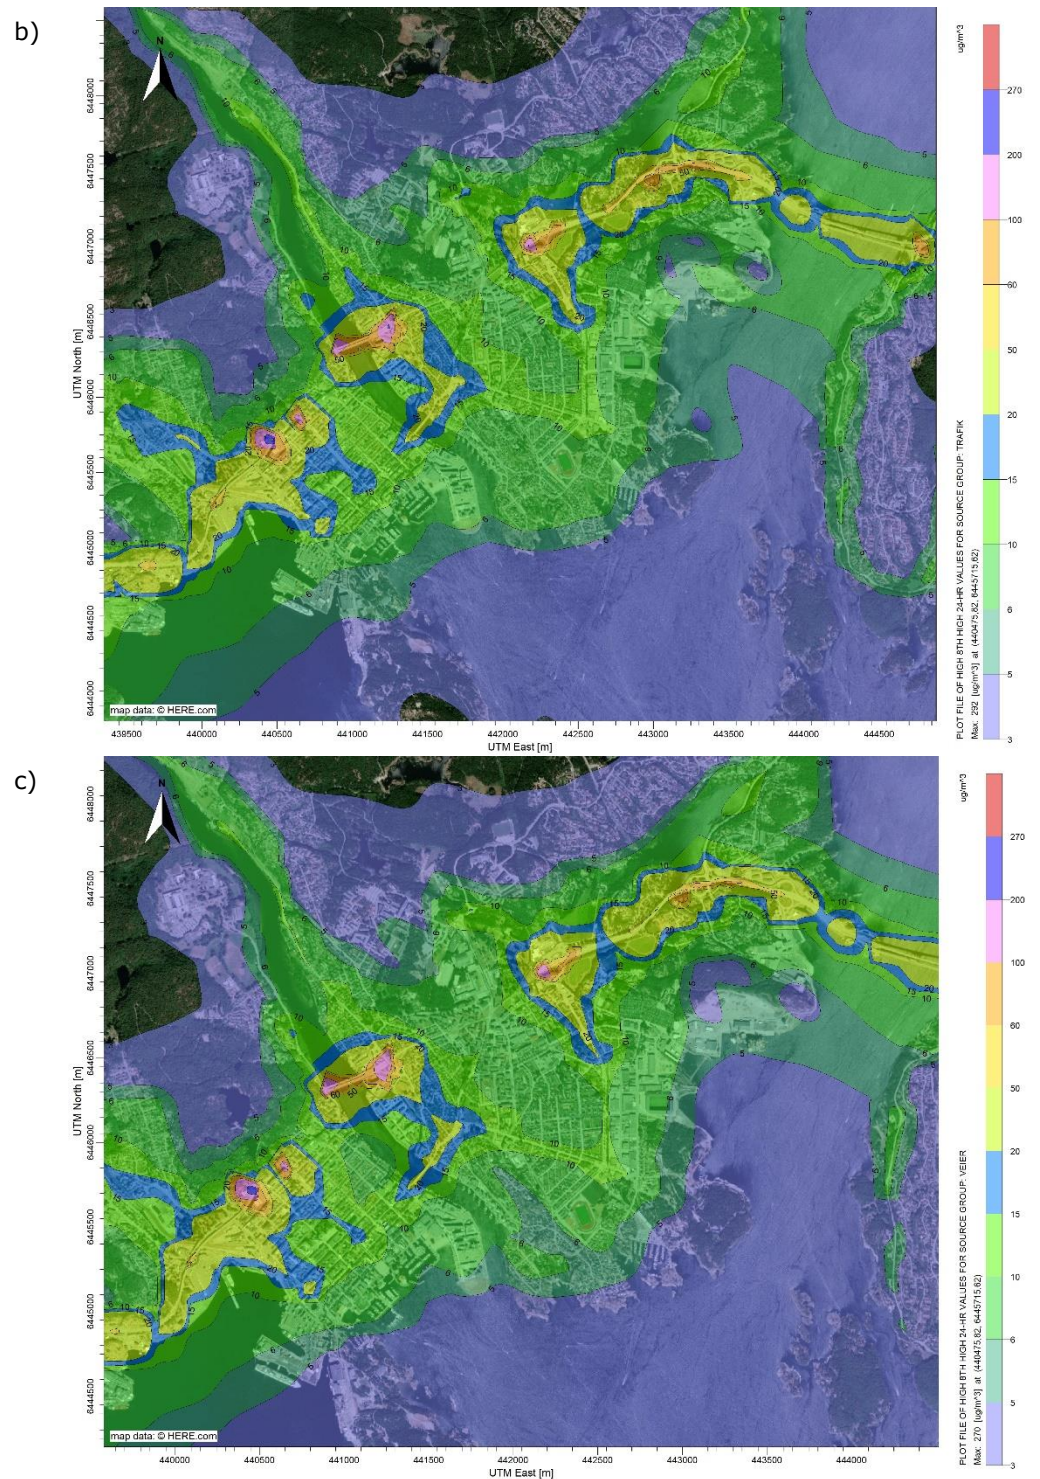 b)
N
UTM North [m]
6448000
6447500
6447000
6446500
6446000
6445500
6445000
6444500
6444000
map data: © HERE.com
439500 440000 440500 441000 441500 442000 442500 443000 443500 444000 444500
UTM East [m]
PLOT FILE OF HIGH 8TH HIGH 24-HR VALUES FOR SOURCE GROUP: TRAFIK
Max: 292 [ug/m^3] at (440475,62, 6445715,62)
ug/m^3
270
200
100
60
50
20
15
10
6
5
3
c)
N
UTM North [m]
6448000
6447500
6447000
6446500
6446000
6445500
6445000
6444500
map data: © HERE.com
440000 440500 441000 441500 442000 442500 443000 443500 444000
UTM East [m]
PLOT FILE OF HIGH 8TH HIGH 24-HR VALUES FOR SOURCE GROUP: VEIER
Max: 270 [ug/m^3] at (440475,62, 6445715,62)
ug/m^3
270
200
100
60
50
20
15
10
6
5
3